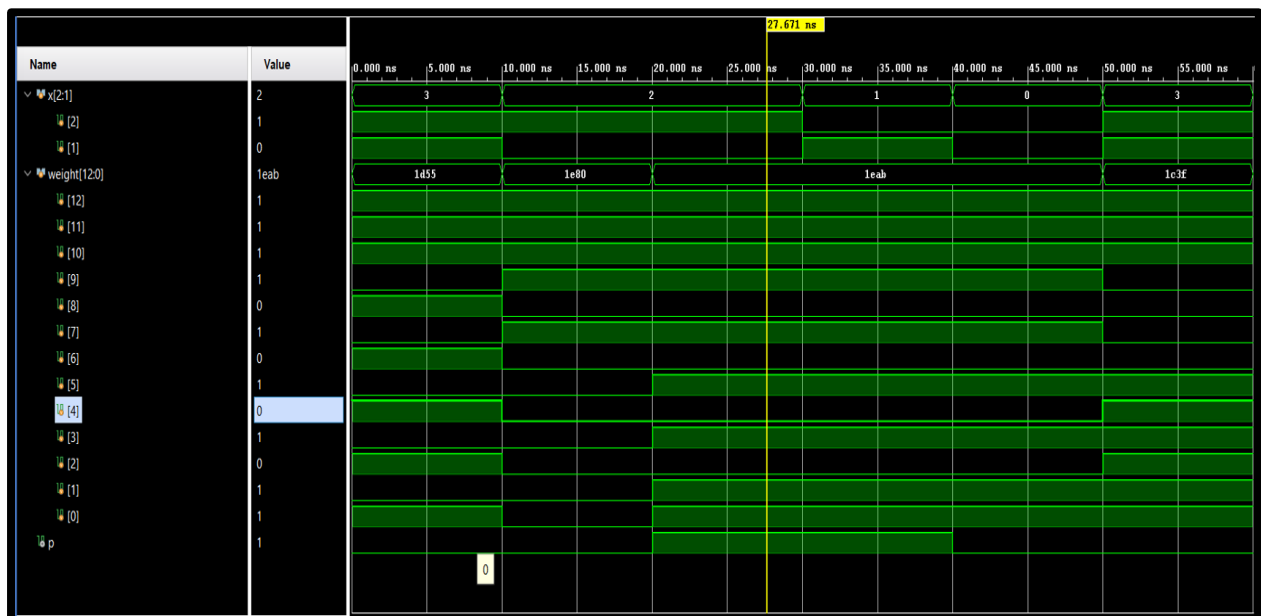 27.671 ns
Name Value
0.000 ns 5.000 ns 10.000 ns 15.000 ns 20.000 ns 25.000 ns 30.000 ns 35.000 ns 40.000 ns 45.000 ns 50.000 ns 55.000 ns
x[2:1] 2 3 2 1 0 3
[2] 1
[1] 0
weight[12:0] 1eab 1d55 1e80 1eab 1c3f
[12] 1
[11] 1
[10] 1
[9] 1
[8] 0
[7] 1
[6] 0
[5] 1
[4] 0
[3] 1
[2] 0
[1] 1
[0] 1
p 1
0